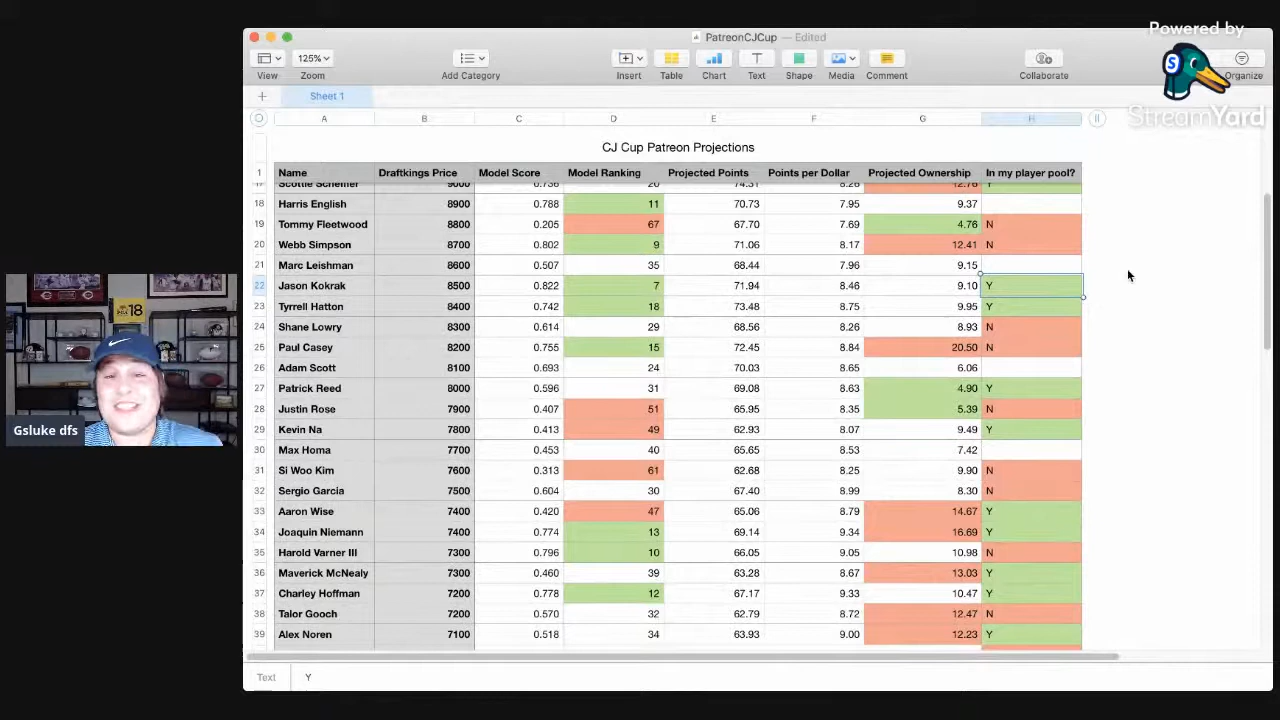 Powered by
StreamYard
PatreonCJCup — Edited
125%
View Zoom Add Category Insert Table Chart Text Shape Media Comment Collaborate Organize
Sheet 1
A B C D E F G H
CJ Cup Patreon Projections
1 Name Draftkings Price Model Score Model Ranking Projected Points Points per Dollar Projected Ownership In my player pool?
17 Scottie Scheffler 9000 0.736 20 74.31 8.26 12.76 Y
18 Harris English 8900 0.788 11 70.73 7.95 9.37
19 Tommy Fleetwood 8800 0.205 67 67.70 7.69 4.76 N
20 Webb Simpson 8700 0.802 9 71.06 8.17 12.41 N
21 Marc Leishman 8600 0.507 35 68.44 7.96 9.15
22 Jason Kokrak 8500 0.822 7 71.94 8.46 9.10 Y
23 Tyrrell Hatton 8400 0.742 18 73.48 8.75 9.95 Y
24 Shane Lowry 8300 0.614 29 68.56 8.26 8.93 N
25 Paul Casey 8200 0.755 15 72.45 8.84 20.50 N
26 Adam Scott 8100 0.693 24 70.03 8.65 6.06
27 Patrick Reed 8000 0.596 31 69.08 8.63 4.90 Y
28 Justin Rose 7900 0.407 51 65.95 8.35 5.39 N
29 Kevin Na 7800 0.413 49 62.93 8.07 9.49 Y
30 Max Homa 7700 0.453 40 65.65 8.53 7.42
31 Si Woo Kim 7600 0.313 61 62.68 8.25 9.90 N
32 Sergio Garcia 7500 0.604 30 67.40 8.99 8.30 N
33 Aaron Wise 7400 0.420 47 65.06 8.79 14.67 Y
34 Joaquin Niemann 7400 0.774 13 69.14 9.34 16.69 Y
35 Harold Varner III 7300 0.796 10 66.05 9.05 10.98 N
36 Maverick McNealy 7300 0.460 39 63.28 8.67 13.03 Y
37 Charley Hoffman 7200 0.778 12 67.17 9.33 10.47 Y
38 Talor Gooch 7200 0.570 32 62.79 8.72 12.47 N
39 Alex Noren 7100 0.518 34 63.93 9.00 12.23 Y
Text Y
18
Gsluke dfs